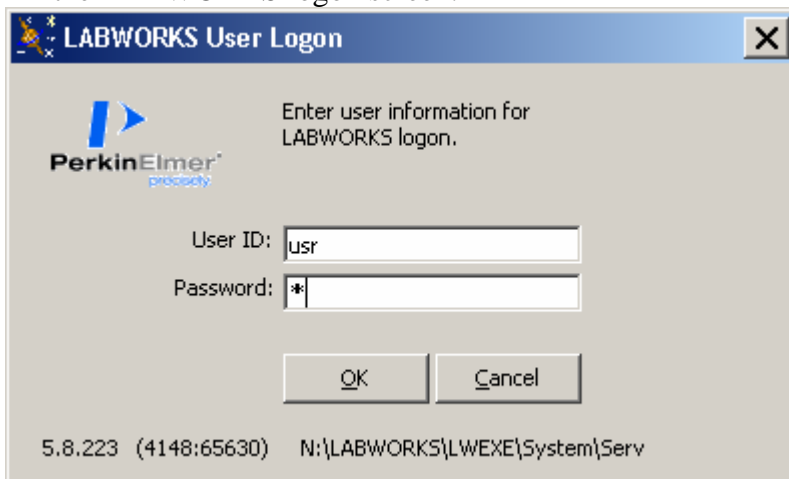 LABWORKS User Logon
Enter user information for
LABWORKS logon.
PerkinElmer
precisely
User ID: usr
Password: *
OK Cancel
5.8.223 (4148:65630) N:\LABWORKS\LWEXE\System\Serv